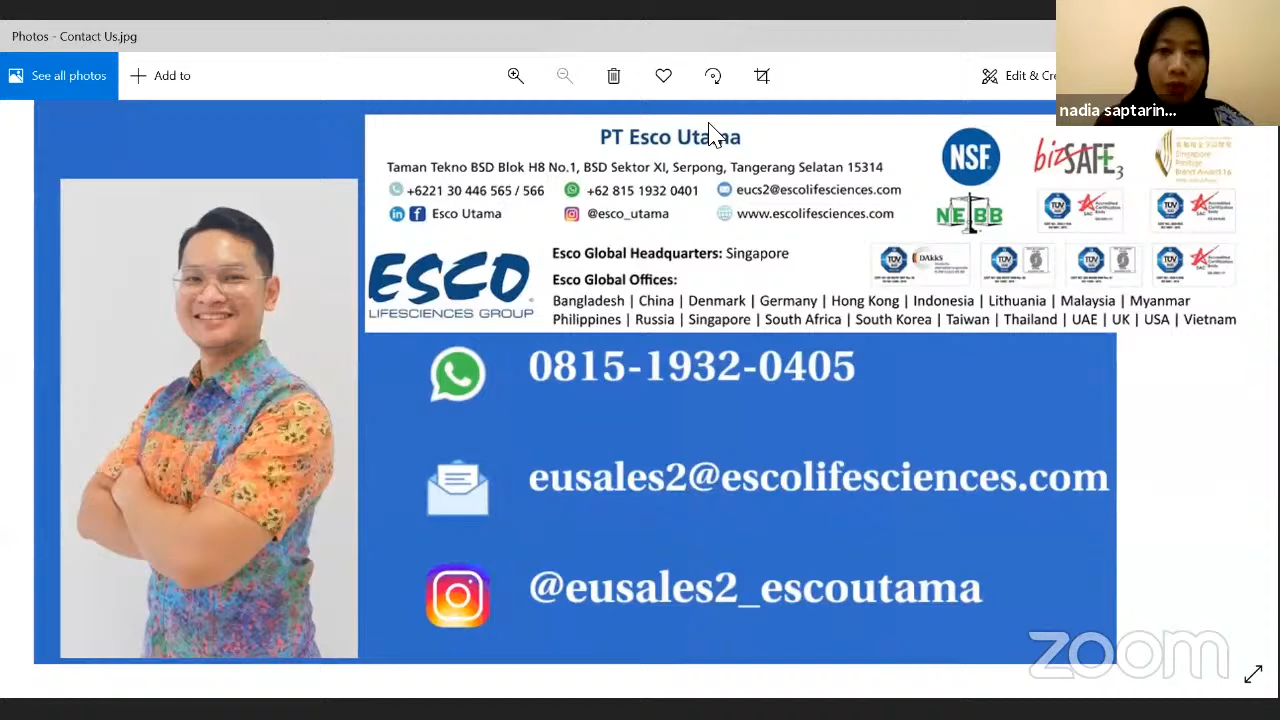 Photos - Contact Us.jpg
See all photos
Add to
Edit & Cre
nadia saptarin...
PT Esco Utama
Taman Tekno BSD Blok H8 No.1, BSD Sektor XI, Serpong, Tangerang Selatan 15314
+6221 30 446 565 / 566
+62 815 1932 0401
eucs2@escolifesciences.com
Esco Utama
@esco_utama
www.escolifesciences.com
NSF
bizSAFE3
NEBB
ESCO
LIFESCIENCES GROUP
Esco Global Headquarters: Singapore
Esco Global Offices:
Bangladesh | China | Denmark | Germany | Hong Kong | Indonesia | Lithuania | Malaysia | Myanmar
Philippines | Russia | Singapore | South Africa | South Korea | Taiwan | Thailand | UAE | UK | USA | Vietnam
0815-1932-0405
eusales2@escolifesciences.com
@eusales2_escoutama
zoom